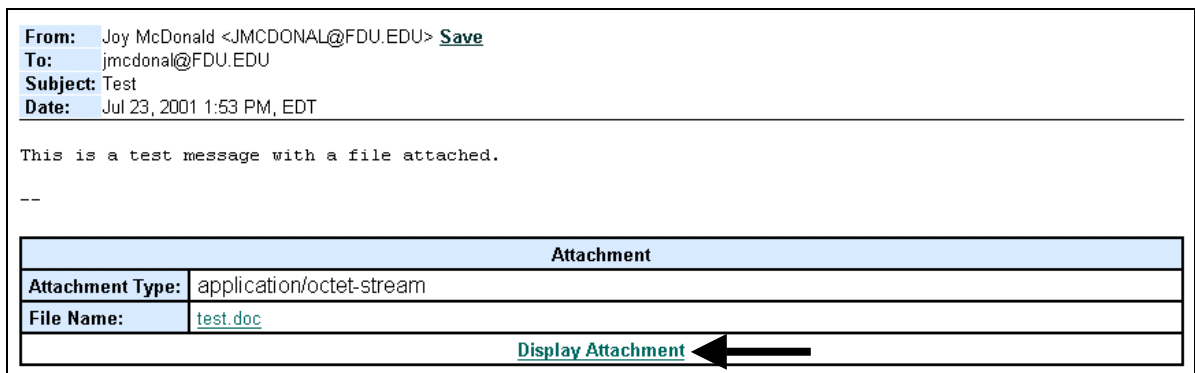 From: Joy McDonald <JMCDONAL@FDU.EDU> Save
To: jmcdonal@FDU.EDU
Subject: Test
Date: Jul 23, 2001 1:53 PM, EDT
This is a test message with a file attached.
--
Attachment
Attachment Type: application/octet-stream
File Name: test.doc
Display Attachment